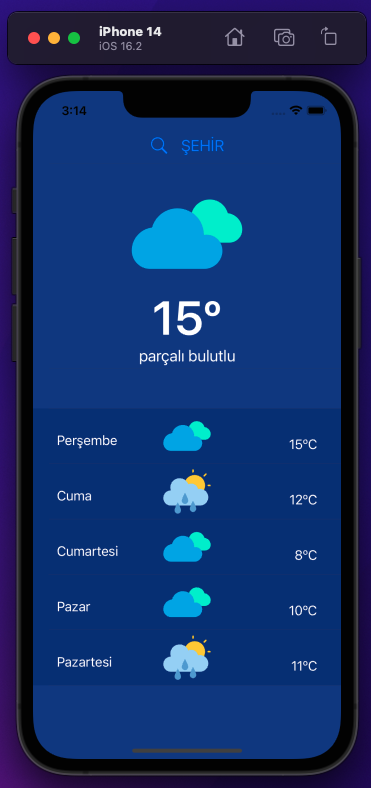 iPhone 14
iOS 16.2
3:14
ŞEHİR
15°
parçalı bulutlu
Perşembe 15°C
Cuma 12°C
Cumartesi 8°C
Pazar 10°C
Pazartesi 11°C